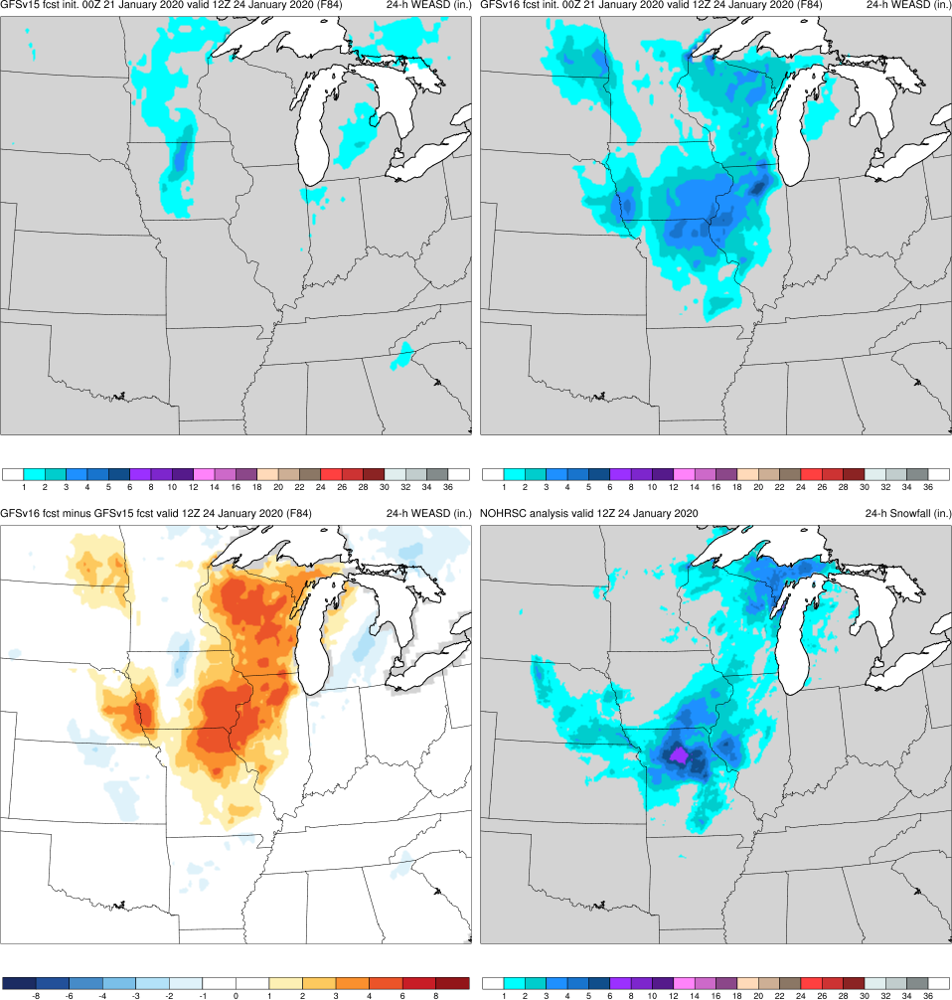 GFSv15 fcst init. 00Z 21 January 2020 valid 12Z 24 January 2020 (F84) 24-h WEASD (in.)
GFSv16 fcst init. 00Z 21 January 2020 valid 12Z 24 January 2020 (F84) 24-h WEASD (in.)
1 2 3 4 5 6 8 10 12 14 16 18 20 22 24 26 28 30 32 34 36
1 2 3 4 5 6 8 10 12 14 16 18 20 22 24 26 28 30 32 34 36
GFSv16 fcst minus GFSv15 fcst valid 12Z 24 January 2020 (F84) 24-h WEASD (in.)
NOHRSC analysis valid 12Z 24 January 2020 24-h Snowfall (in.)
-8 -6 -4 -3 -2 -1 0 1 2 3 4 6 8
1 2 3 4 5 6 8 10 12 14 16 18 20 22 24 26 28 30 32 34 36